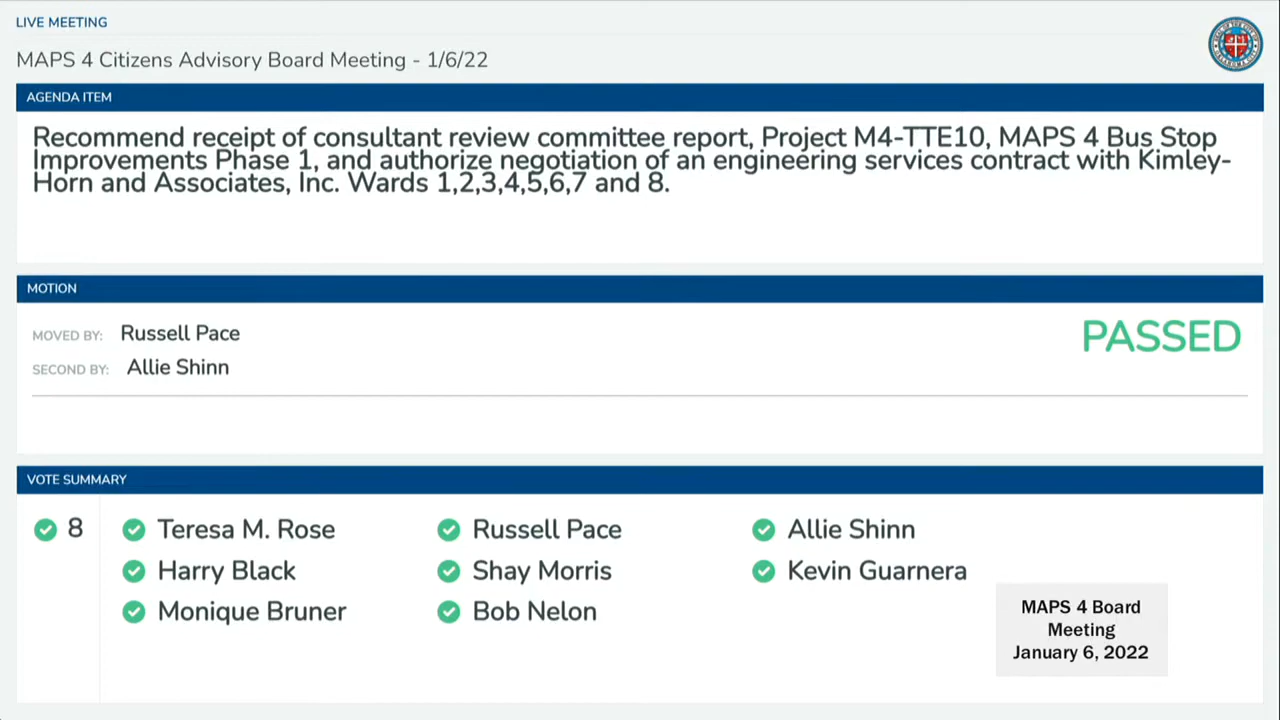 LIVE MEETING
MAPS 4 Citizens Advisory Board Meeting - 1/6/22
AGENDA ITEM
Recommend receipt of consultant review committee report, Project M4-TTE10, MAPS 4 Bus Stop
Improvements Phase 1, and authorize negotiation of an engineering services contract with Kimley-
Horn and Associates, Inc. Wards 1,2,3,4,5,6,7 and 8.
MOTION
MOVED BY: Russell Pace
PASSED
SECOND BY: Allie Shinn
VOTE SUMMARY
8 Teresa M. Rose Russell Pace Allie Shinn
Harry Black Shay Morris Kevin Guarnera
Monique Bruner Bob Nelon
MAPS 4 Board
Meeting
January 6, 2022